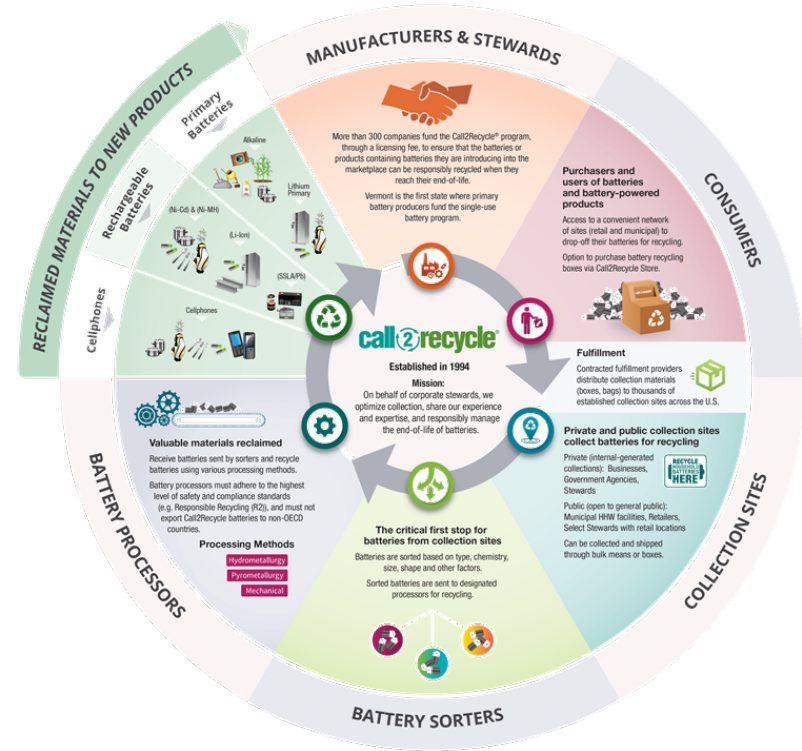 MANUFACTURERS & STEWARDS
More than 300 companies fund the Call2Recycle® program,
through a licensing fee, to ensure that the batteries or
products containing batteries they are introducing into the
marketplace can be responsibly recycled when they
reach their end-of-life.
Vermont is the first state where primary
battery producers fund the single-use
battery program.
CONSUMERS
Purchasers and
users of batteries
and battery-powered
products
Access to a convenient network
of sites (retail and municipal) to
drop-off their batteries for recycling.
Option to purchase battery recycling
boxes via Call2Recycle Store.
Fulfillment
Contracted fulfillment providers
distribute collection materials
(boxes, bags) to thousands of
established collection sites across the U.S.
COLLECTION SITES
Private and public collection sites
collect batteries for recycling
Private (internal-generated
collections): Businesses,
Government Agencies,
Stewards
RECYCLE
HOUSEHOLD
BATTERIES
HERE
Public (open to general public):
Municipal HHW facilities, Retailers,
Select Stewards with retail locations
Can be collected and shipped
through bulk means or boxes.
BATTERY SORTERS
The critical first stop for
batteries from collection sites
Batteries are sorted based on type, chemistry,
size, shape and other factors.
Sorted batteries are sent to designated
processors for recycling.
BATTERY PROCESSORS
Valuable materials reclaimed
Receive batteries sent by sorters and recycle
batteries using various processing methods.
Battery processors must adhere to the highest
level of safety and compliance standards
(e.g. Responsible Recycling (R2)), and must not
export Call2Recycle batteries to non-OECD
countries.
Processing Methods
Hydrometallurgy
Pyrometallurgy
Mechanical
RECLAIMED MATERIALS TO NEW PRODUCTS
Primary
Batteries
Alkaline
Lithium
Primary
Rechargeable
Batteries
(Ni-Cd) & (Ni-MH)
(Li-Ion)
(SSLA/Pb)
Cellphones
Cellphones
call2recycle®
Established in 1994
Mission:
On behalf of corporate stewards, we
optimize collection, share our experience
and expertise, and responsibly manage
the end-of-life of batteries.